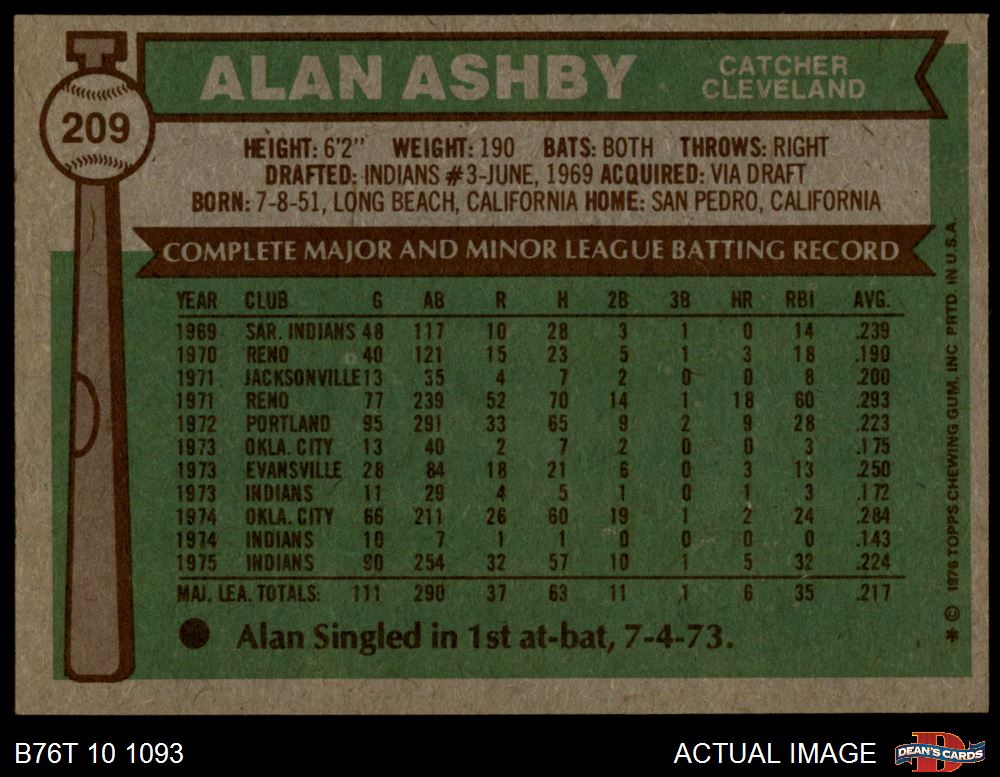 T
ALAN ASHBY
CATCHER
CLEVELAND
209
HEIGHT: 6'2" WEIGHT: 190 BATS: BOTH THROWS: RIGHT
DRAFTED: INDIANS #3-JUNE, 1969 ACQUIRED: VIA DRAFT
BORN: 7-8-51, LONG BEACH, CALIFORNIA HOME: SAN PEDRO, CALIFORNIA
COMPLETE MAJOR AND MINOR LEAGUE BATTING RECORD
YEAR CLUB G AB R H 2B 3B HR RBI AVG.
1969 SAR. INDIANS 48 117 10 28 3 1 0 14 .239
1970 RENO 40 121 15 23 5 1 3 18 .190
1971 JACKSONVILLE 13 35 4 7 2 0 0 8 .200
1971 RENO 77 239 52 70 14 1 18 60 .293
1972 PORTLAND 95 291 33 65 9 2 9 28 .223
1973 OKLA. CITY 13 40 2 7 2 0 0 3 .175
1973 EVANSVILLE 28 84 18 21 6 0 3 13 .250
1973 INDIANS 11 29 4 5 1 0 1 3 .172
1974 OKLA. CITY 66 211 26 60 19 1 2 24 .284
1974 INDIANS 10 7 1 1 0 0 0 0 .143
1975 INDIANS 90 254 32 57 10 1 5 32 .224
MAJ. LEA. TOTALS: 111 290 37 63 11 1 6 35 .217
Alan Singled in 1st at-bat, 7-4-73.
* © 1976 TOPPS CHEWING GUM, INC PRTD IN U.S.A.
B76T 10 1093
ACTUAL IMAGE
D
DEAN'S CARDS